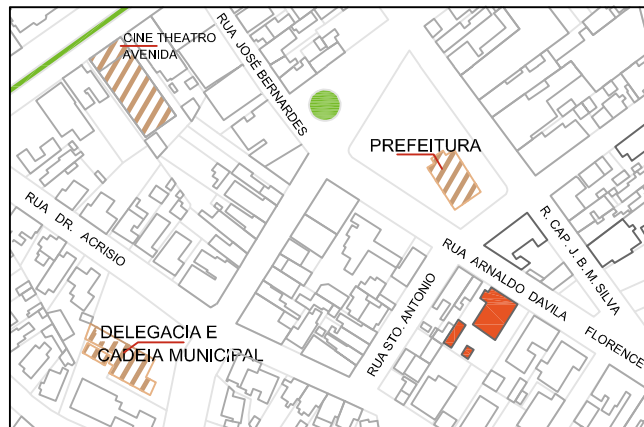 CINE THEATRO
AVENIDA
RUA JOSÉ BERNARDES
PREFEITURA
RUA DR. ACRISIO
R. CAP. J. B. M. SILVA
RUA ARNALDO DAVILA
RUA STO. ANTONIO
FLORENCE
DELEGACIA E
CADEIA MUNICIPAL